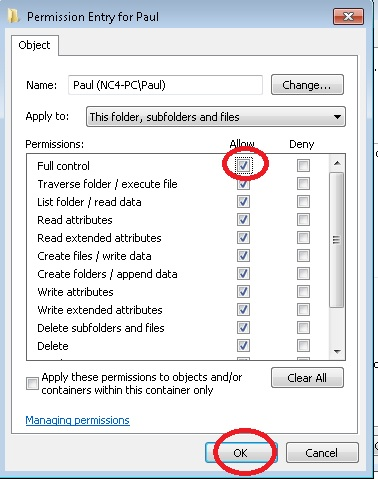 Permission Entry for Paul
Object
Name: Paul (NC4-PC\Paul) Change...
Apply to: This folder, subfolders and files
Permissions: Allow Deny
Full control
Traverse folder / execute file
List folder / read data
Read attributes
Read extended attributes
Create files / write data
Create folders / append data
Write attributes
Write extended attributes
Delete subfolders and files
Delete
Apply these permissions to objects and/or
containers within this container only
Clear All
Managing permissions
OK Cancel